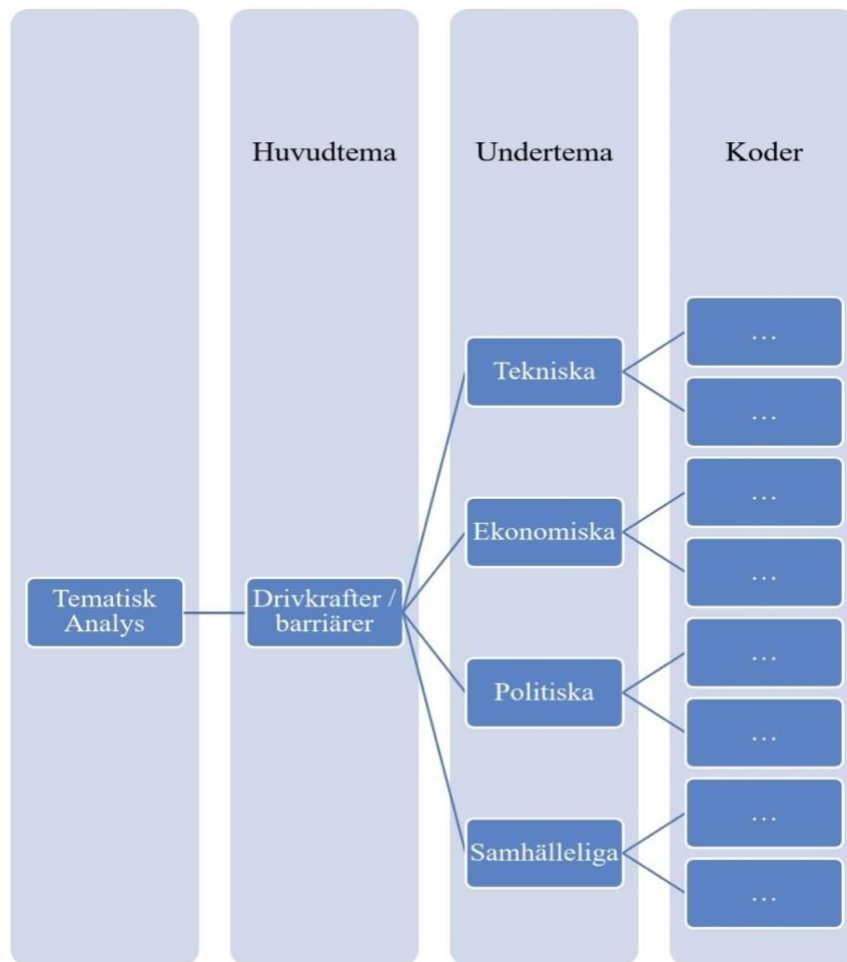 Huvudtema
Undertema
Koder
Tematisk
Analys
Drivkrafter /
barriärer
Tekniska
Ekonomiska
Politiska
Samhälleliga
…
…
…
…
…
…
…
…